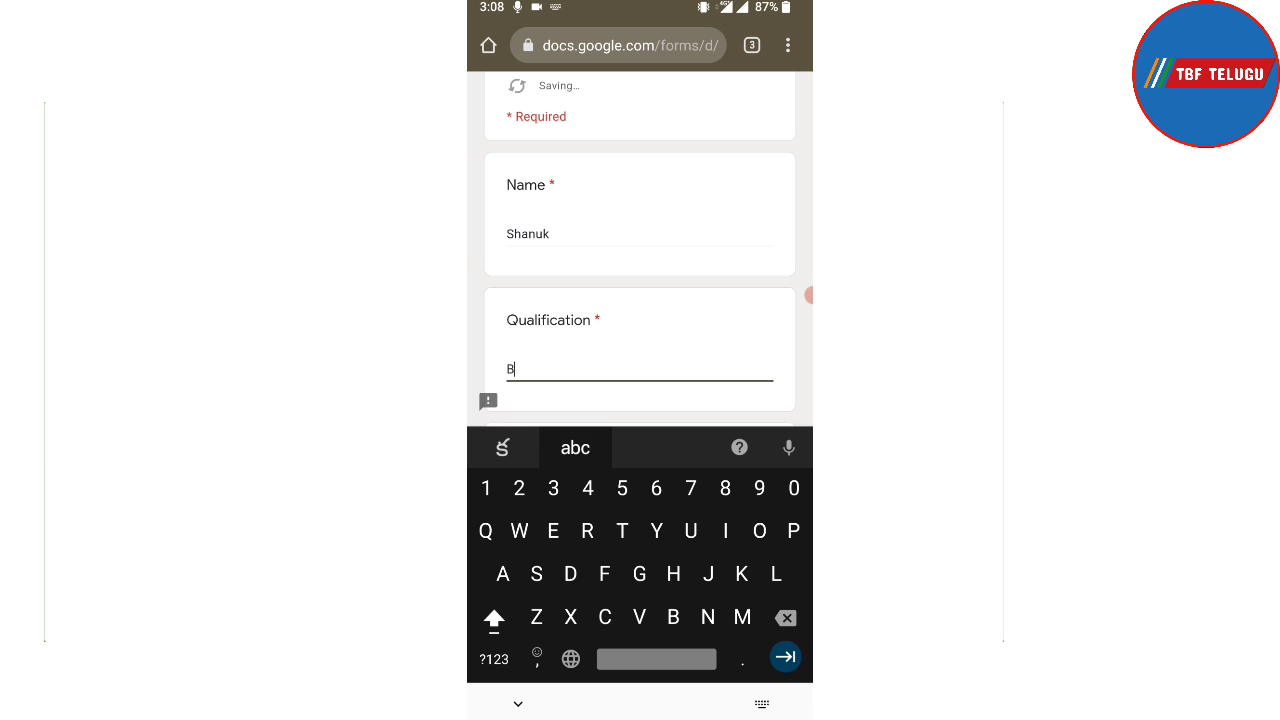 3:08
4G
87%
docs.google.com/forms/d/
3
TBF TELUGU
Saving...
* Required
Name *
Shanuk
Qualification *
B
క abc
1 2 3 4 5 6 7 8 9 0
Q W E R T Y U I O P
A S D F G H J K L
Z X C V B N M
?123 , .